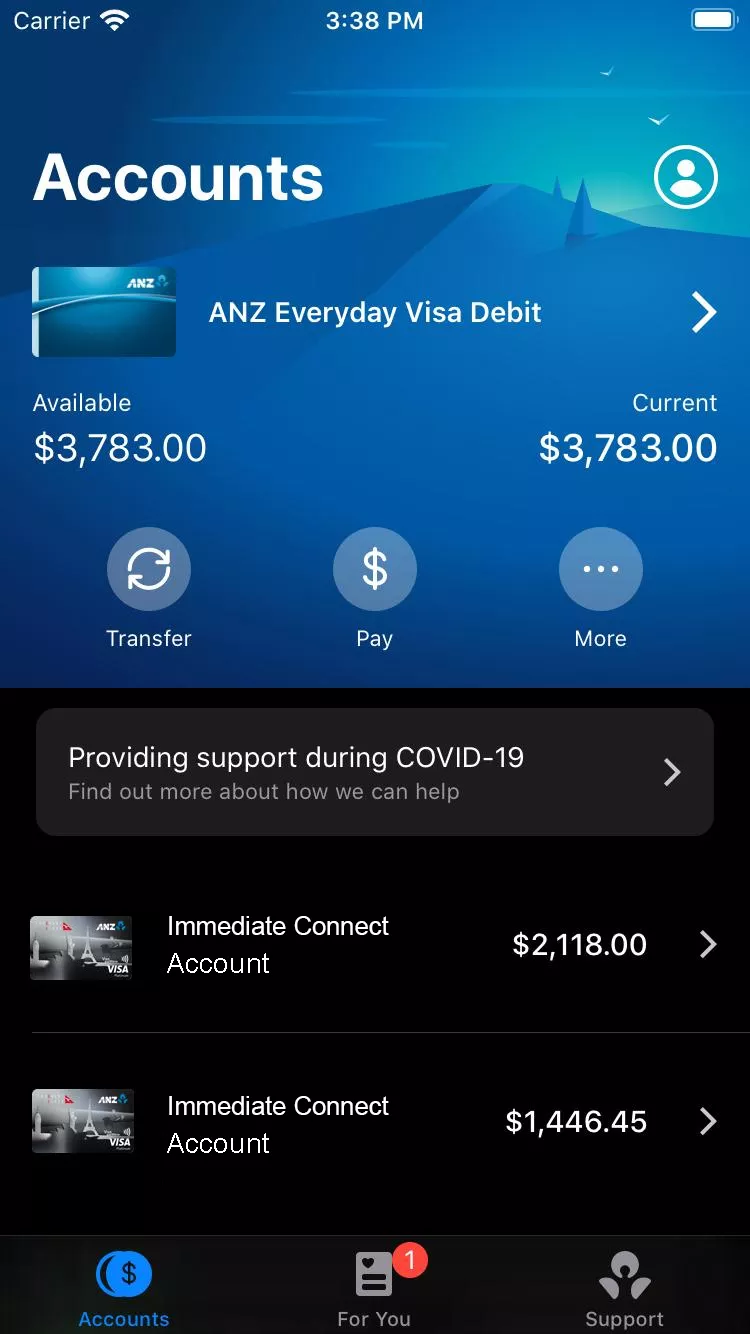 Carrier
3:38 PM
Accounts
ANZ
ANZ Everyday Visa Debit
Available
Current
$3,783.00
$3,783.00
Transfer
Pay
More
Providing support during COVID-19
Find out more about how we can help
ANZ
VISA
Immediate Connect
Account
$2,118.00
ANZ
VISA
Immediate Connect
Account
$1,446.45
1
Accounts
For You
Support